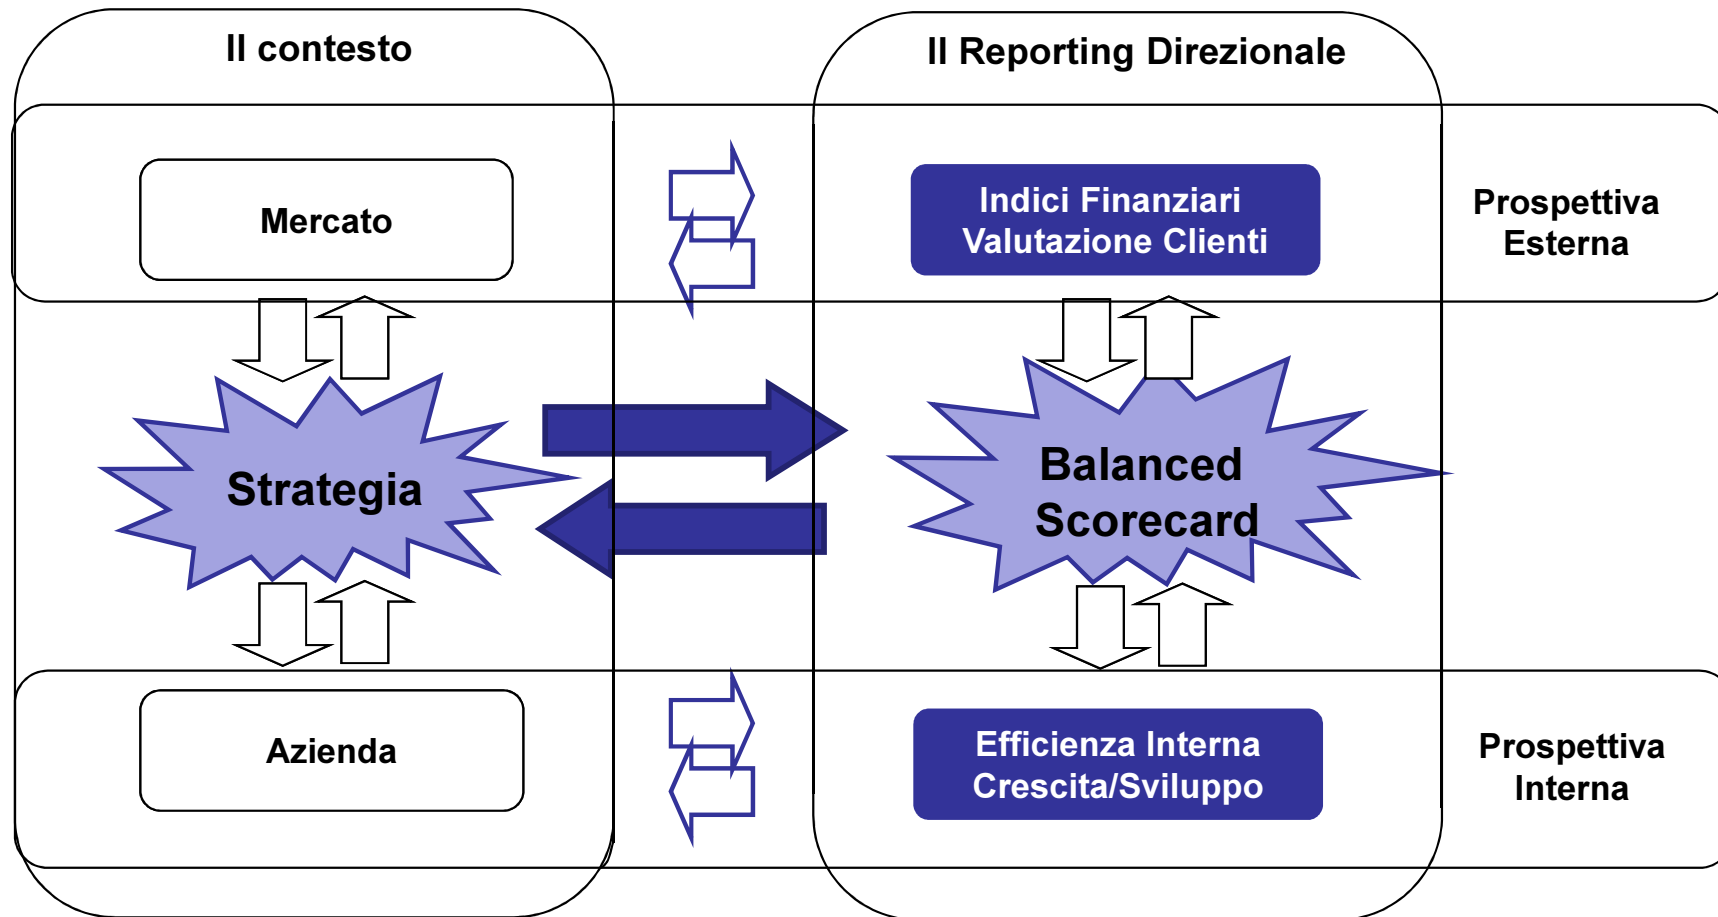 Il contesto
Il Reporting Direzionale
Mercato
Indici Finanziari
Valutazione Clienti
Prospettiva
Esterna
Strategia
Balanced
Scorecard
Azienda
Efficienza Interna
Crescita/Sviluppo
Prospettiva
Interna